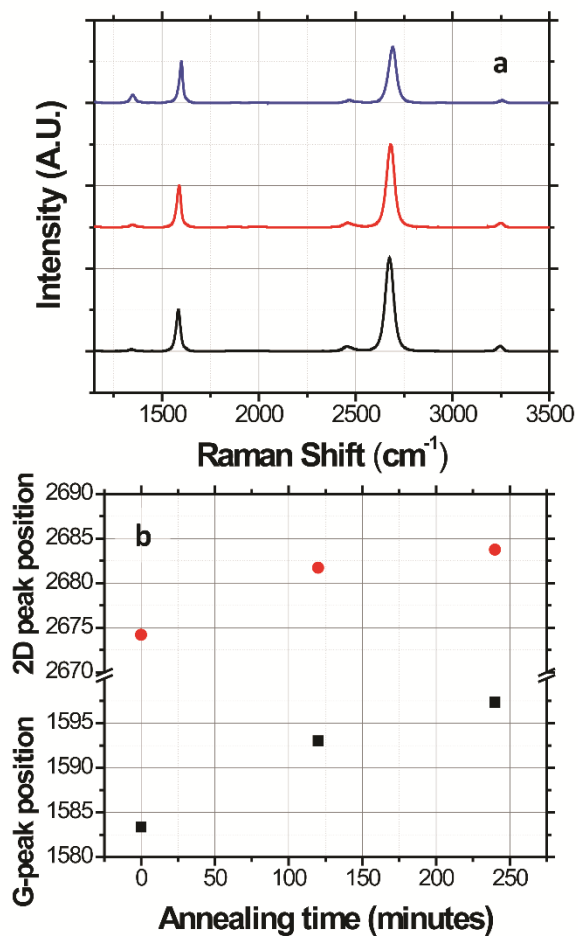 a
Intensity (A.U.)
1500 2000 2500 3000 3500
Raman Shift (cm⁻¹)
b
2D peak position
2690
2685
2680
2675
2670
G-peak position
1595
1590
1585
1580
0 50 100 150 200 250
Annealing time (minutes)